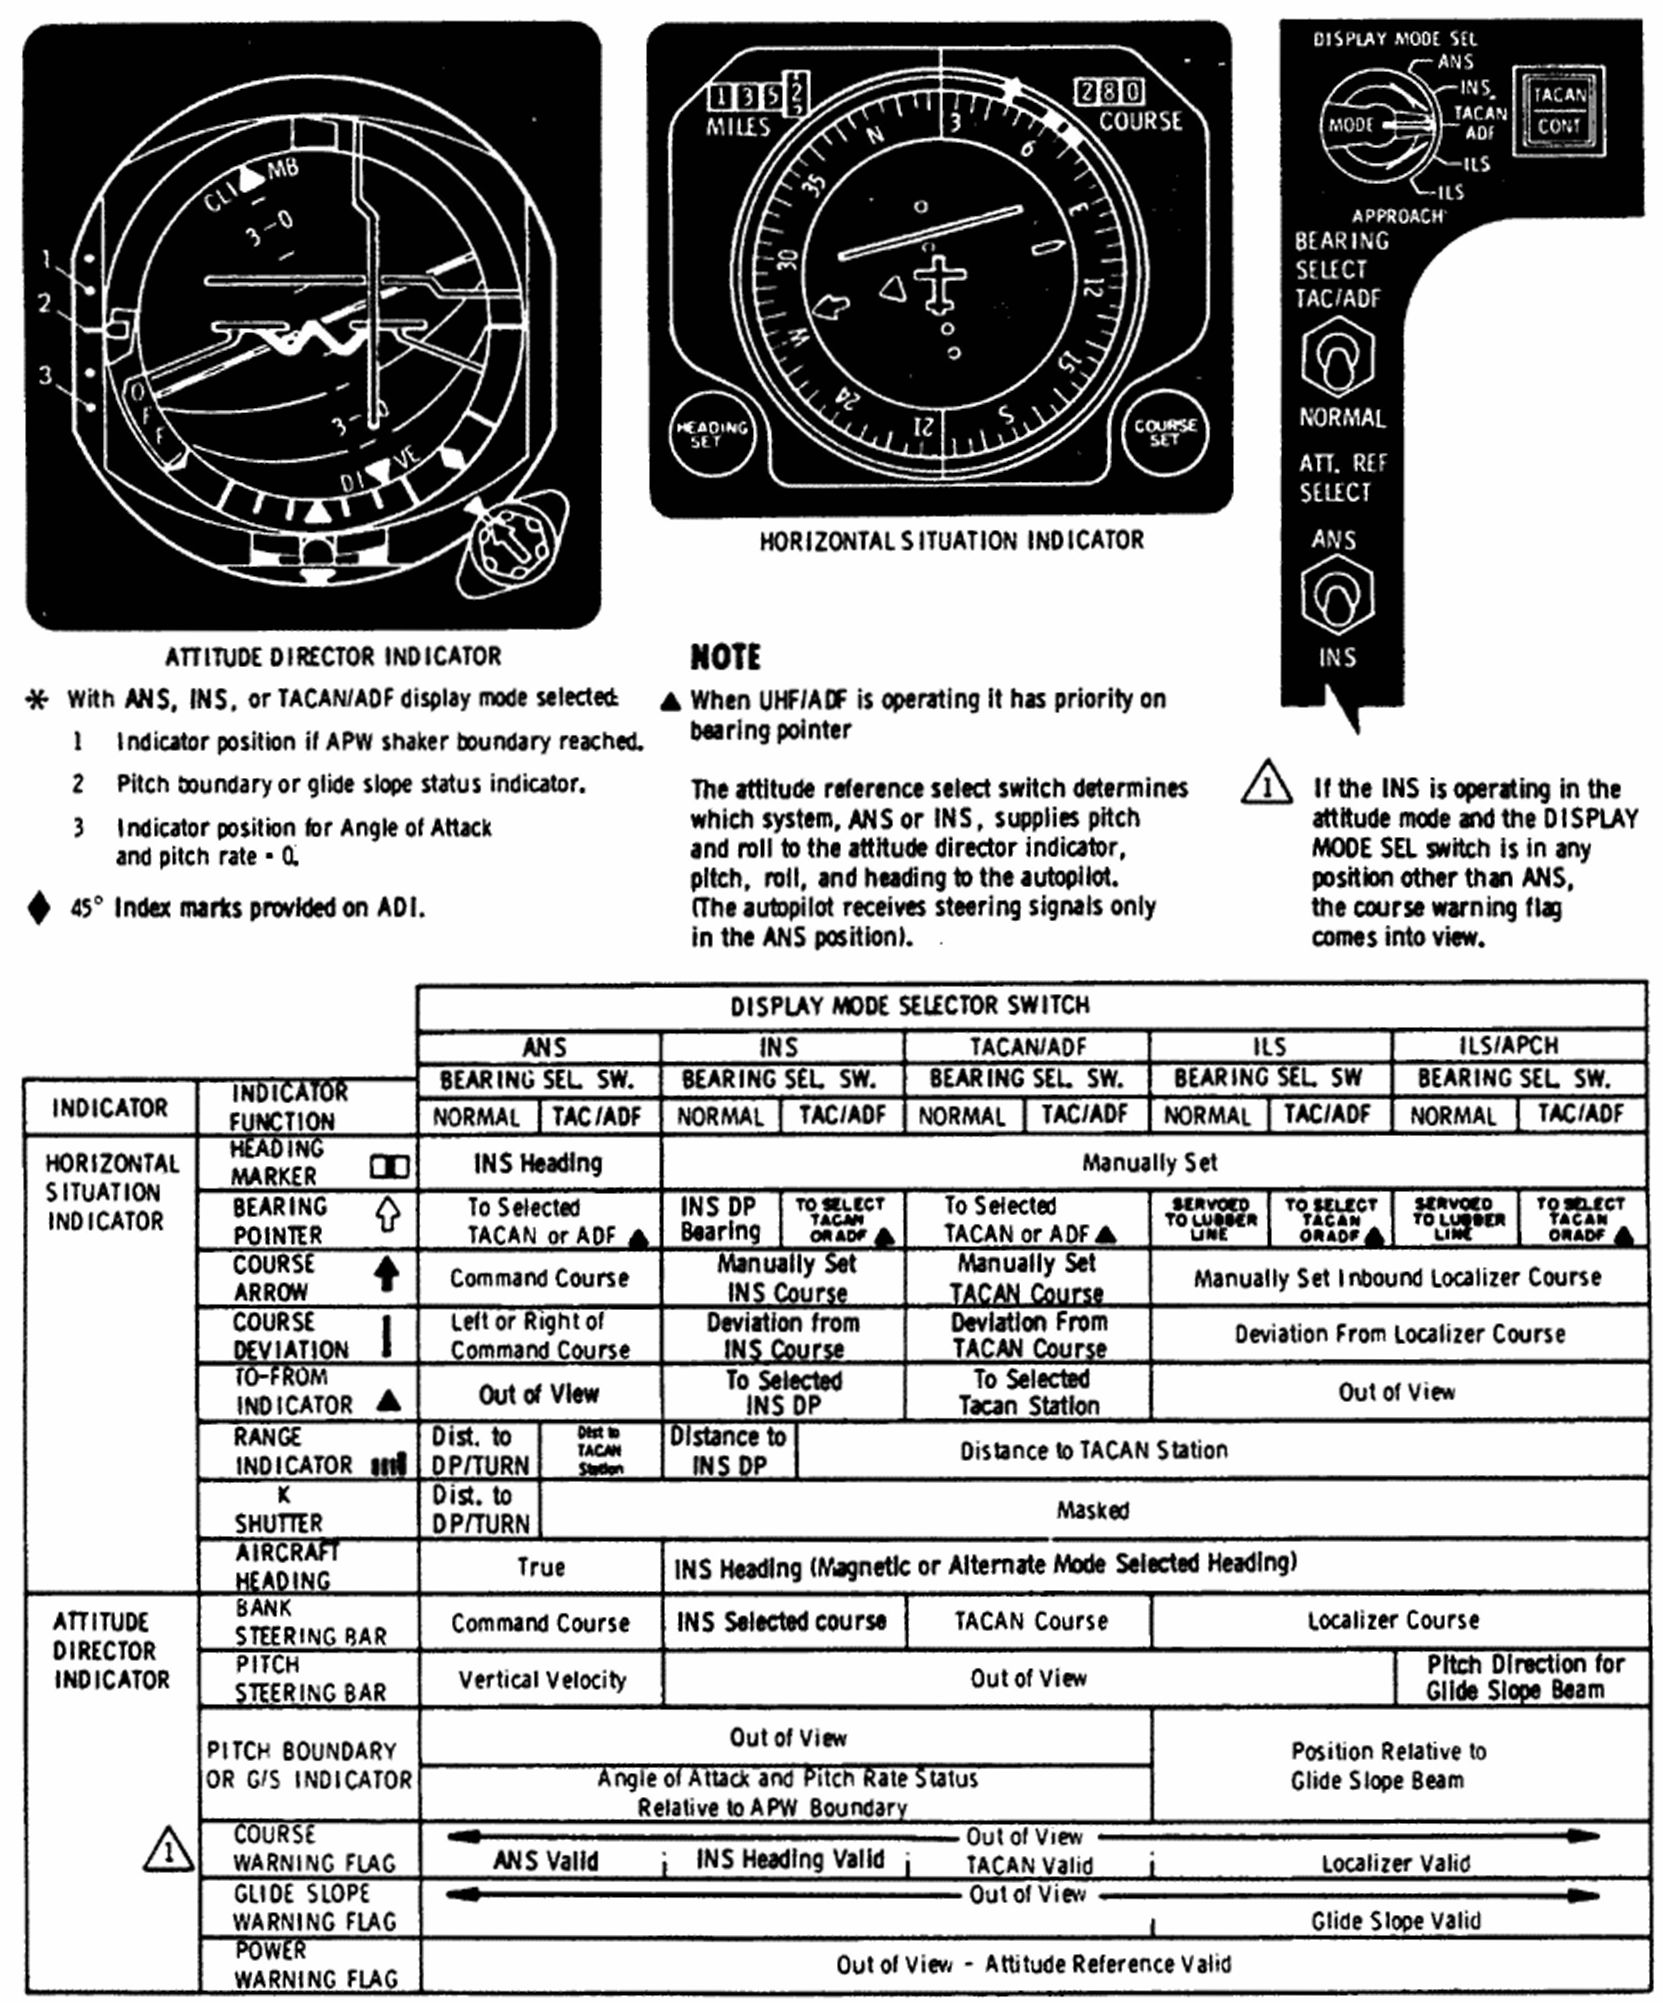 CLIMB
3-0
1
2
3
OFF
3-0
DIVE
ATTITUDE DIRECTOR INDICATOR
1352
MILES
280
COURSE
N
3
6
E
12
15
S
21
24
W
30
35
HEADING
SET
COURSE
SET
HORIZONTAL SITUATION INDICATOR
DISPLAY MODE SEL
ANS
INS.
TACAN
ADF
ILS
ILS
APPROACH
MODE
TACAN
CONT
BEARING
SELECT
TAC/ADF
NORMAL
ATT. REF
SELECT
ANS
INS
* With ANS, INS, or TACAN/ADF display mode selected:
1 Indicator position if APW shaker boundary reached.
2 Pitch boundary or glide slope status indicator.
3 Indicator position for Angle of Attack
and pitch rate = 0.
45° Index marks provided on ADI.
NOTE
▲ When UHF/ADF is operating it has priority on
bearing pointer
The attitude reference select switch determines
which system, ANS or INS, supplies pitch
and roll to the attitude director indicator,
pitch, roll, and heading to the autopilot.
(The autopilot receives steering signals only
in the ANS position).
1 If the INS is operating in the
attitude mode and the DISPLAY
MODE SEL switch is in any
position other than ANS,
the course warning flag
comes into view.
DISPLAY MODE SELECTOR SWITCH
ANS INS TACAN/ADF ILS ILS/APCH
BEARING SEL. SW. BEARING SEL. SW. BEARING SEL. SW. BEARING SEL. SW BEARING SEL. SW.
INDICATOR
INDICATOR
FUNCTION
NORMAL TAC/ADF NORMAL TAC/ADF NORMAL TAC/ADF NORMAL TAC/ADF NORMAL TAC/ADF
HORIZONTAL
SITUATION
INDICATOR
HEADING
MARKER
INS Heading
Manually Set
BEARING
POINTER
To Selected
TACAN or ADF ▲
INS DP
Bearing
TO SELECT
TACAN
OR ADF ▲
To Selected
TACAN or ADF ▲
SERVOED
TO LUBBER
LINE
TO SELECT
TACAN
OR ADF ▲
SERVOED
TO LUBBER
LINE
TO SELECT
TACAN
OR ADF ▲
COURSE
ARROW
Command Course
Manually Set
INS Course
Manually Set
TACAN Course
Manually Set Inbound Localizer Course
COURSE
DEVIATION
Left or Right of
Command Course
Deviation from
INS Course
Deviation From
TACAN Course
Deviation From Localizer Course
TO-FROM
INDICATOR
Out of View
To Selected
INS DP
To Selected
Tacan Station
Out of View
RANGE
INDICATOR
Dist. to
DP/TURN
Dist to
TACAN
Station
Distance to
INS DP
Distance to TACAN Station
K
SHUTTER
Dist. to
DP/TURN
Masked
AIRCRAFT
HEADING
True
INS Heading (Magnetic or Alternate Mode Selected Heading)
ATTITUDE
DIRECTOR
INDICATOR
BANK
STEERING BAR
Command Course
INS Selected course
TACAN Course
Localizer Course
PITCH
STEERING BAR
Vertical Velocity
Out of View
Pitch Direction for
Glide Slope Beam
PITCH BOUNDARY
OR G/S INDICATOR
Out of View
Angle of Attack and Pitch Rate Status
Relative to APW Boundary
Position Relative to
Glide Slope Beam
1
COURSE
WARNING FLAG
Out of View
ANS Valid INS Heading Valid TACAN Valid Localizer Valid
GLIDE SLOPE
WARNING FLAG
Out of View
Glide Slope Valid
POWER
WARNING FLAG
Out of View - Attitude Reference Valid